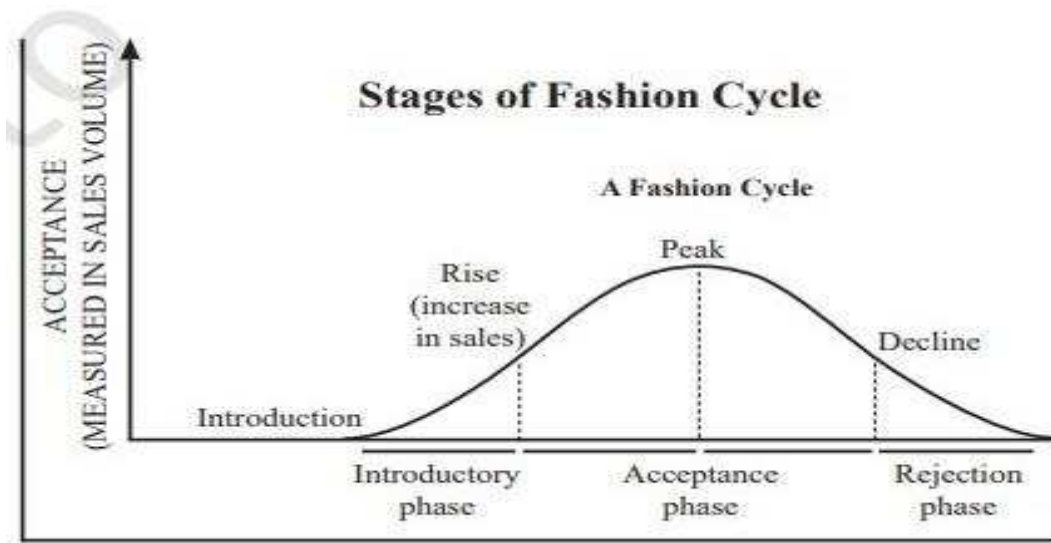 Stages of Fashion Cycle
A Fashion Cycle
ACCEPTANCE
(MEASURED IN SALES VOLUME)
Peak
Rise
(increase
in sales)
Decline
Introduction
Introductory
phase
Acceptance
phase
Rejection
phase